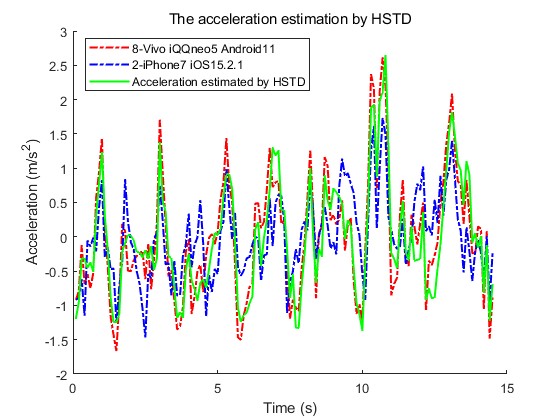 The acceleration estimation by HSTD
3
2.5
2
1.5
1
0.5
0
-0.5
-1
-1.5
-2
Acceleration (m/s²)
8-Vivo iQQneo5 Android11
2-iPhone7 iOS15.2.1
Acceleration estimated by HSTD
0 5 10 15
Time (s)